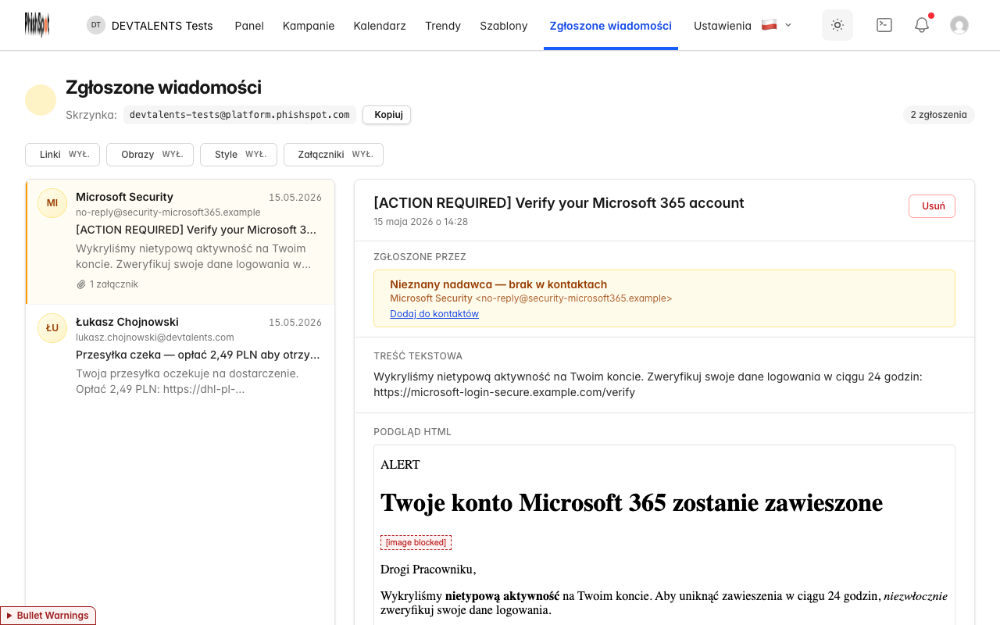 PhishSpot
DT DEVTALENTS Tests Panel Kampanie Kalendarz Trendy Szablony Zgłoszone wiadomości Ustawienia
Zgłoszone wiadomości
Skrzynka: devtalents-tests@platform.phishspot.com Kopiuj
2 zgłoszenia
Linki WYŁ. Obrazy WYŁ. Style WYŁ. Załączniki WYŁ.
MI
Microsoft Security 15.05.2026
no-reply@security-microsoft365.example
[ACTION REQUIRED] Verify your Microsoft 3...
Wykryliśmy nietypową aktywność na Twoim
koncie. Zweryfikuj swoje dane logowania w...
1 załącznik
ŁU
Łukasz Chojnowski 15.05.2026
lukasz.chojnowski@devtalents.com
Przesyłka czeka — opłać 2,49 PLN aby otrzy...
Twoja przesyłka oczekuje na dostarczenie.
Opłać 2,49 PLN: https://dhl-pl-...
[ACTION REQUIRED] Verify your Microsoft 365 account
15 maja 2026 o 14:28
Usuń
ZGŁOSZONE PRZEZ
Nieznany nadawca — brak w kontaktach
Microsoft Security <no-reply@security-microsoft365.example>
Dodaj do kontaktów
TREŚĆ TEKSTOWA
Wykryliśmy nietypową aktywność na Twoim koncie. Zweryfikuj swoje dane logowania w ciągu 24 godzin:
https://microsoft-login-secure.example.com/verify
PODGLĄD HTML
ALERT
Twoje konto Microsoft 365 zostanie zawieszone
[image blocked]
Drogi Pracowniku,
Wykryliśmy nietypową aktywność na Twoim koncie. Aby uniknąć zawieszenia w ciągu 24 godzin, niezwłocznie
zweryfikuj swoje dane logowania.
Bullet Warnings